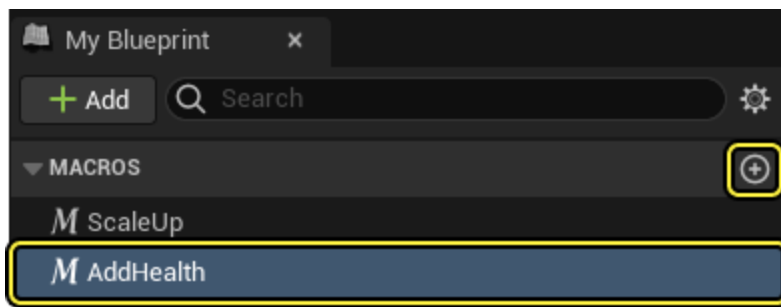 My Blueprint
Add
Search
MACROS
M ScaleUp
M AddHealth